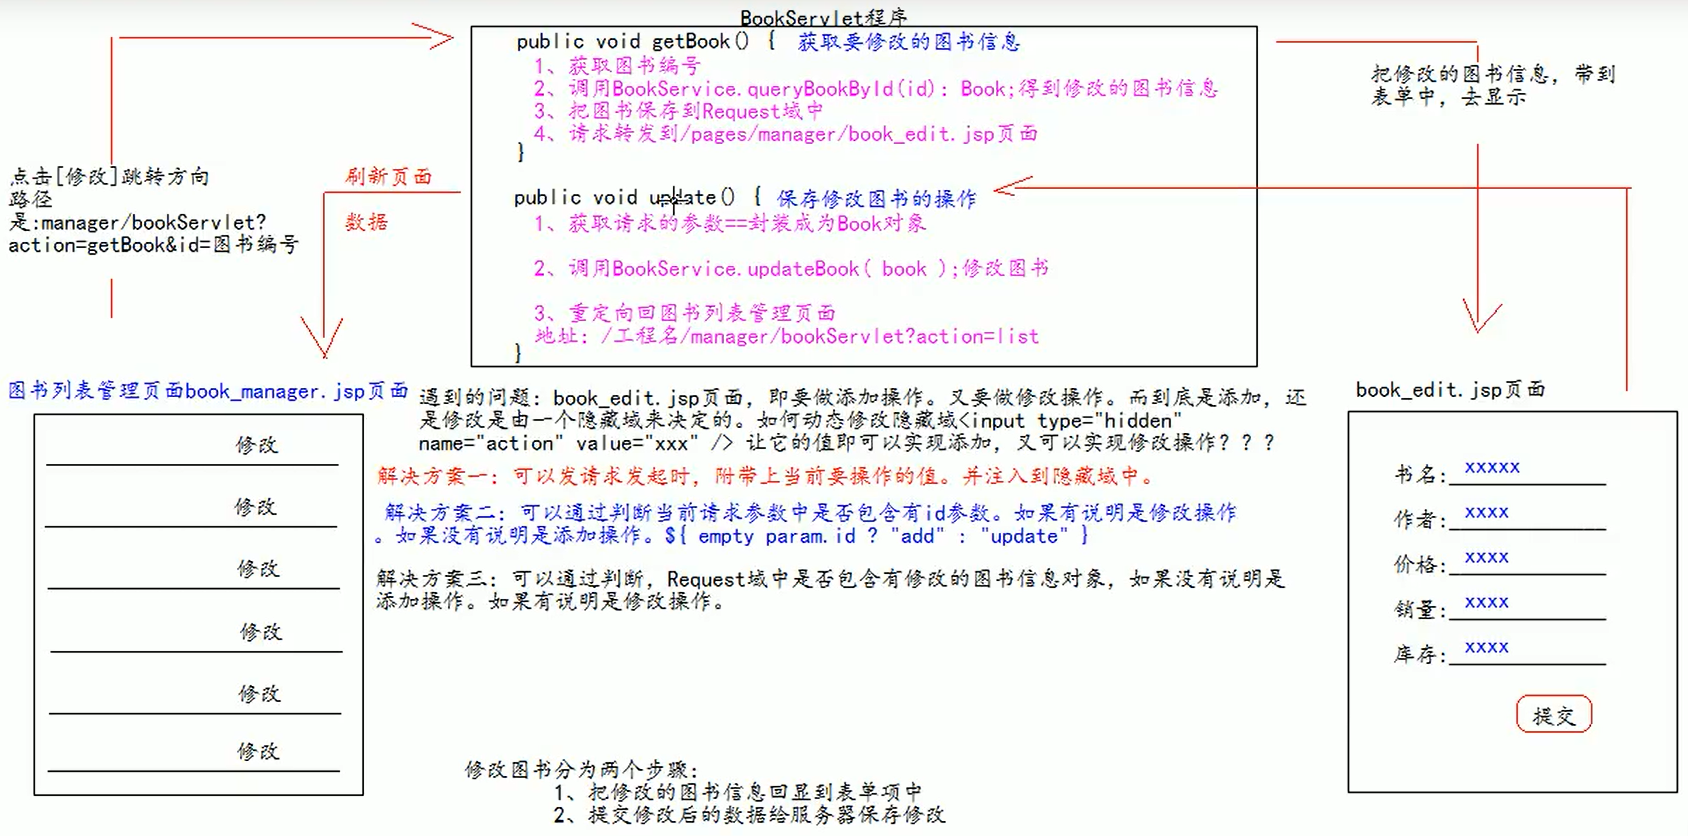 BookServlet程序
public void getBook() { 获取要修改的图书信息
1、获取图书编号
2、调用BookService.queryBookById(id): Book;得到修改的图书信息
3、把图书保存到Request域中
4、请求转发到/pages/manager/book_edit.jsp页面
}
public void update() { 保存修改图书的操作
1、获取请求的参数==封装成为Book对象
2、调用BookService.updateBook( book );修改图书
3、重定向回图书列表管理页面
地址: /工程名/manager/bookServlet?action=list
}
把修改的图书信息,带到
表单中,去显示
点击[修改]跳转方向
路径
是:manager/bookServlet?
action=getBook&id=图书编号
刷新页面
数据
图书列表管理页面book_manager.jsp页面
修改
修改
修改
修改
修改
修改
遇到的问题: book_edit.jsp页面,即要做添加操作。又要做修改操作。而到底是添加,还
是修改是由一个隐藏域来决定的。如何动态修改隐藏域<input type="hidden"
name="action" value="xxx" /> 让它的值即可以实现添加,又可以实现修改操作? ? ?
解决方案一: 可以发请求发起时,附带上当前要操作的值。并注入到隐藏域中。
解决方案二: 可以通过判断当前请求参数中是否包含有id参数。如果有说明是修改操作
。如果没有说明是添加操作。${ empty param.id ? "add" : "update" }
解决方案三: 可以通过判断,Request域中是否包含有修改的图书信息对象,如果没有说明是
添加操作。如果有说明是修改操作。
book_edit.jsp页面
书名: xxxxx
作者: xxxx
价格: xxxx
销量: xxxx
库存: xxxx
提交
修改图书分为两个步骤:
1、把修改的图书信息回显到表单项中
2、提交修改后的数据给服务器保存修改